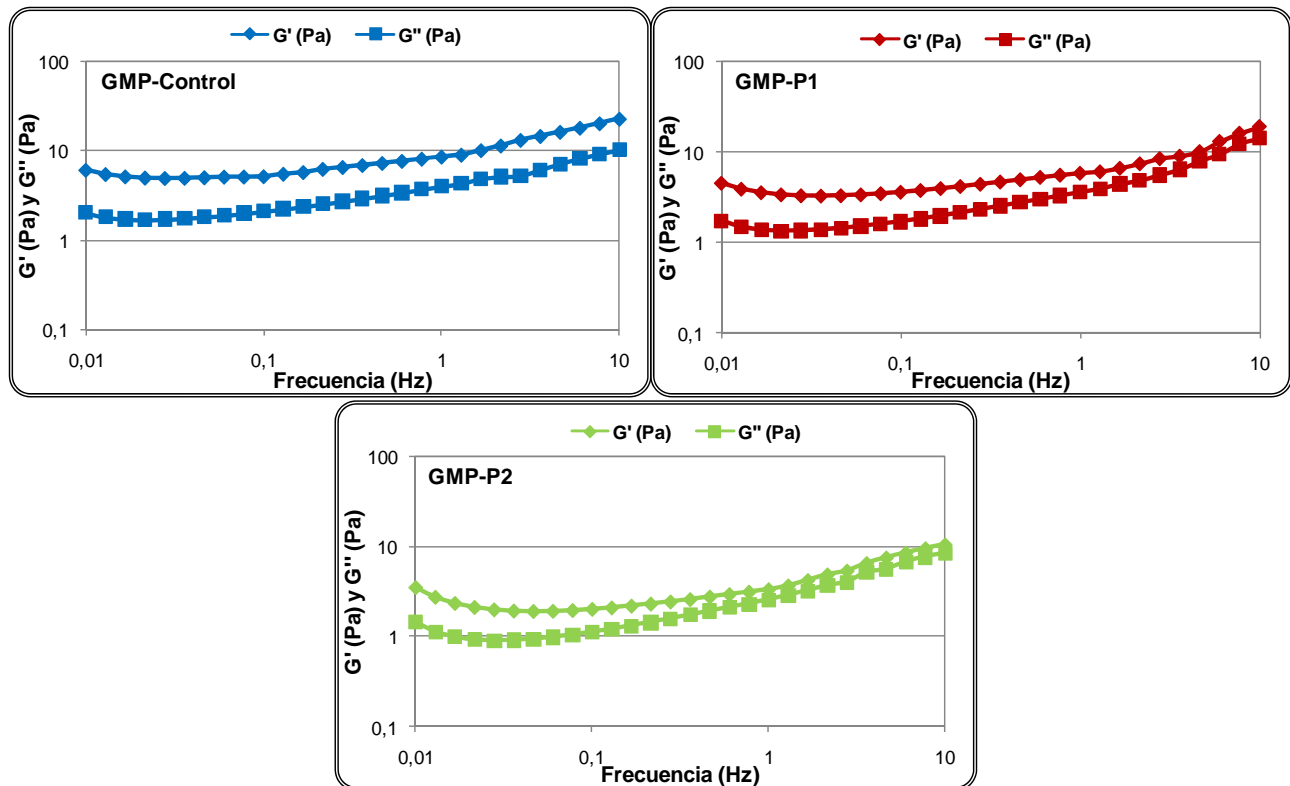 G' (Pa) G'' (Pa)
GMP-Control
G' (Pa) y G'' (Pa)
100
10
1
0,1
0,01 0,1 1 10
Frecuencia (Hz)
G' (Pa) G'' (Pa)
GMP-P1
G' (Pa) y G'' (Pa)
100
10
1
0,1
0,01 0,1 1 10
Frecuencia (Hz)
G' (Pa) G'' (Pa)
GMP-P2
G' (Pa) y G'' (Pa)
100
10
1
0,1
0,01 0,1 1 10
Frecuencia (Hz)